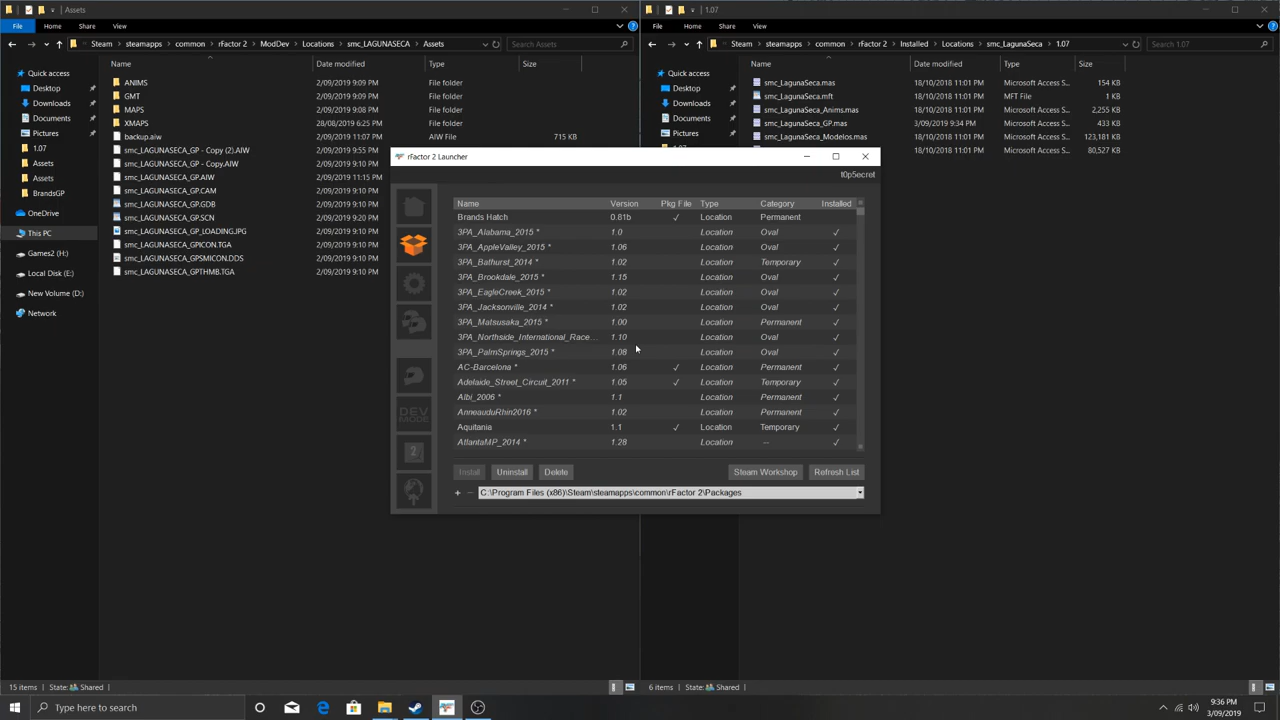 Assets
File Home Share View
Steam steamapps common rFactor 2 ModDev Locations smc_LAGUNASECA Assets
Search Assets
Name Date modified Type Size
Quick access
Desktop
Downloads
Documents
Pictures
1.07
Assets
Assets
BrandsGP
OneDrive
This PC
Games2 (H:)
Local Disk (E:)
New Volume (D:)
Network
ANIMS 2/09/2019 9:09 PM File folder
GMT 2/09/2019 9:09 PM File folder
MAPS 2/09/2019 9:08 PM File folder
XMAPS 28/08/2019 6:25 PM File folder
backup.aiw 2/09/2019 11:07 PM AIW File 715 KB
smc_LAGUNASECA_GP - Copy (2).AIW 2/09/2019 9:55 PM
smc_LAGUNASECA_GP - Copy.AIW 2/09/2019 9:10 PM
smc_LAGUNASECA_GP.AIW 2/09/2019 11:15 PM
smc_LAGUNASECA_GP.CAM 2/09/2019 9:10 PM
smc_LAGUNASECA_GP.GDB 2/09/2019 9:10 PM
smc_LAGUNASECA_GP.SCN 2/09/2019 9:10 PM
smc_LAGUNASECA_GP_LOADING.JPG 2/09/2019 9:10 PM
smc_LAGUNASECA_GPICON.TGA 2/09/2019 9:10 PM
smc_LAGUNASECA_GPSMICON.DDS 2/09/2019 9:10 PM
smc_LAGUNASECA_GPTHMB.TGA 2/09/2019 9:10 PM
15 items State: Shared
1.07
File Home Share View
Steam steamapps common rFactor 2 Installed Locations smc_LagunaSeca 1.07
Search 1.07
Name Date modified Type Size
Quick access
Desktop
Downloads
Documents
Pictures
smc_LagunaSeca.mas 18/10/2018 11:01 PM Microsoft Access S... 154 KB
smc_LagunaSeca.mft 18/10/2018 11:01 PM MFT File 1 KB
smc_LagunaSeca_Anims.mas 18/10/2018 11:01 PM Microsoft Access S... 2,255 KB
smc_LagunaSeca_GP.mas 3/09/2019 9:34 PM Microsoft Access S... 433 KB
smc_LagunaSeca_Modelos.mas 18/10/2018 11:01 PM Microsoft Access S... 123,181 KB
18/10/2018 11:01 PM Microsoft Access S... 80,527 KB
6 items State: Shared
rFactor 2 Launcher
t0p5ecret
DEV MODE
2
Name Version Pkg File Type Category Installed
Brands Hatch 0.81b ✓ Location Permanent
3PA_Alabama_2015 * 1.0 Location Oval ✓
3PA_AppleValley_2015 * 1.06 Location Oval ✓
3PA_Bathurst_2014 * 1.02 Location Temporary ✓
3PA_Brookdale_2015 * 1.15 Location Oval ✓
3PA_EagleCreek_2015 * 1.02 Location Oval ✓
3PA_Jacksonville_2014 * 1.02 Location Oval ✓
3PA_Matsusaka_2015 * 1.00 Location Permanent ✓
3PA_Northside_International_Race... 1.10 Location Oval ✓
3PA_PalmSprings_2015 * 1.08 Location Oval ✓
AC-Barcelona * 1.06 ✓ Location Permanent ✓
Adelaide_Street_Circuit_2011 * 1.05 ✓ Location Temporary ✓
Albi_2006 * 1.1 Location Permanent ✓
AnneauduRhin2016 * 1.02 Location Permanent ✓
Aquitania 1.1 ✓ Location Temporary ✓
AtlantaMP_2014 * 1.28 Location -- ✓
Install Uninstall Delete Steam Workshop Refresh List
+ - C:\Program Files (x86)\Steam\steamapps\common\rFactor 2\Packages
Type here to search
9:36 PM
3/09/2019